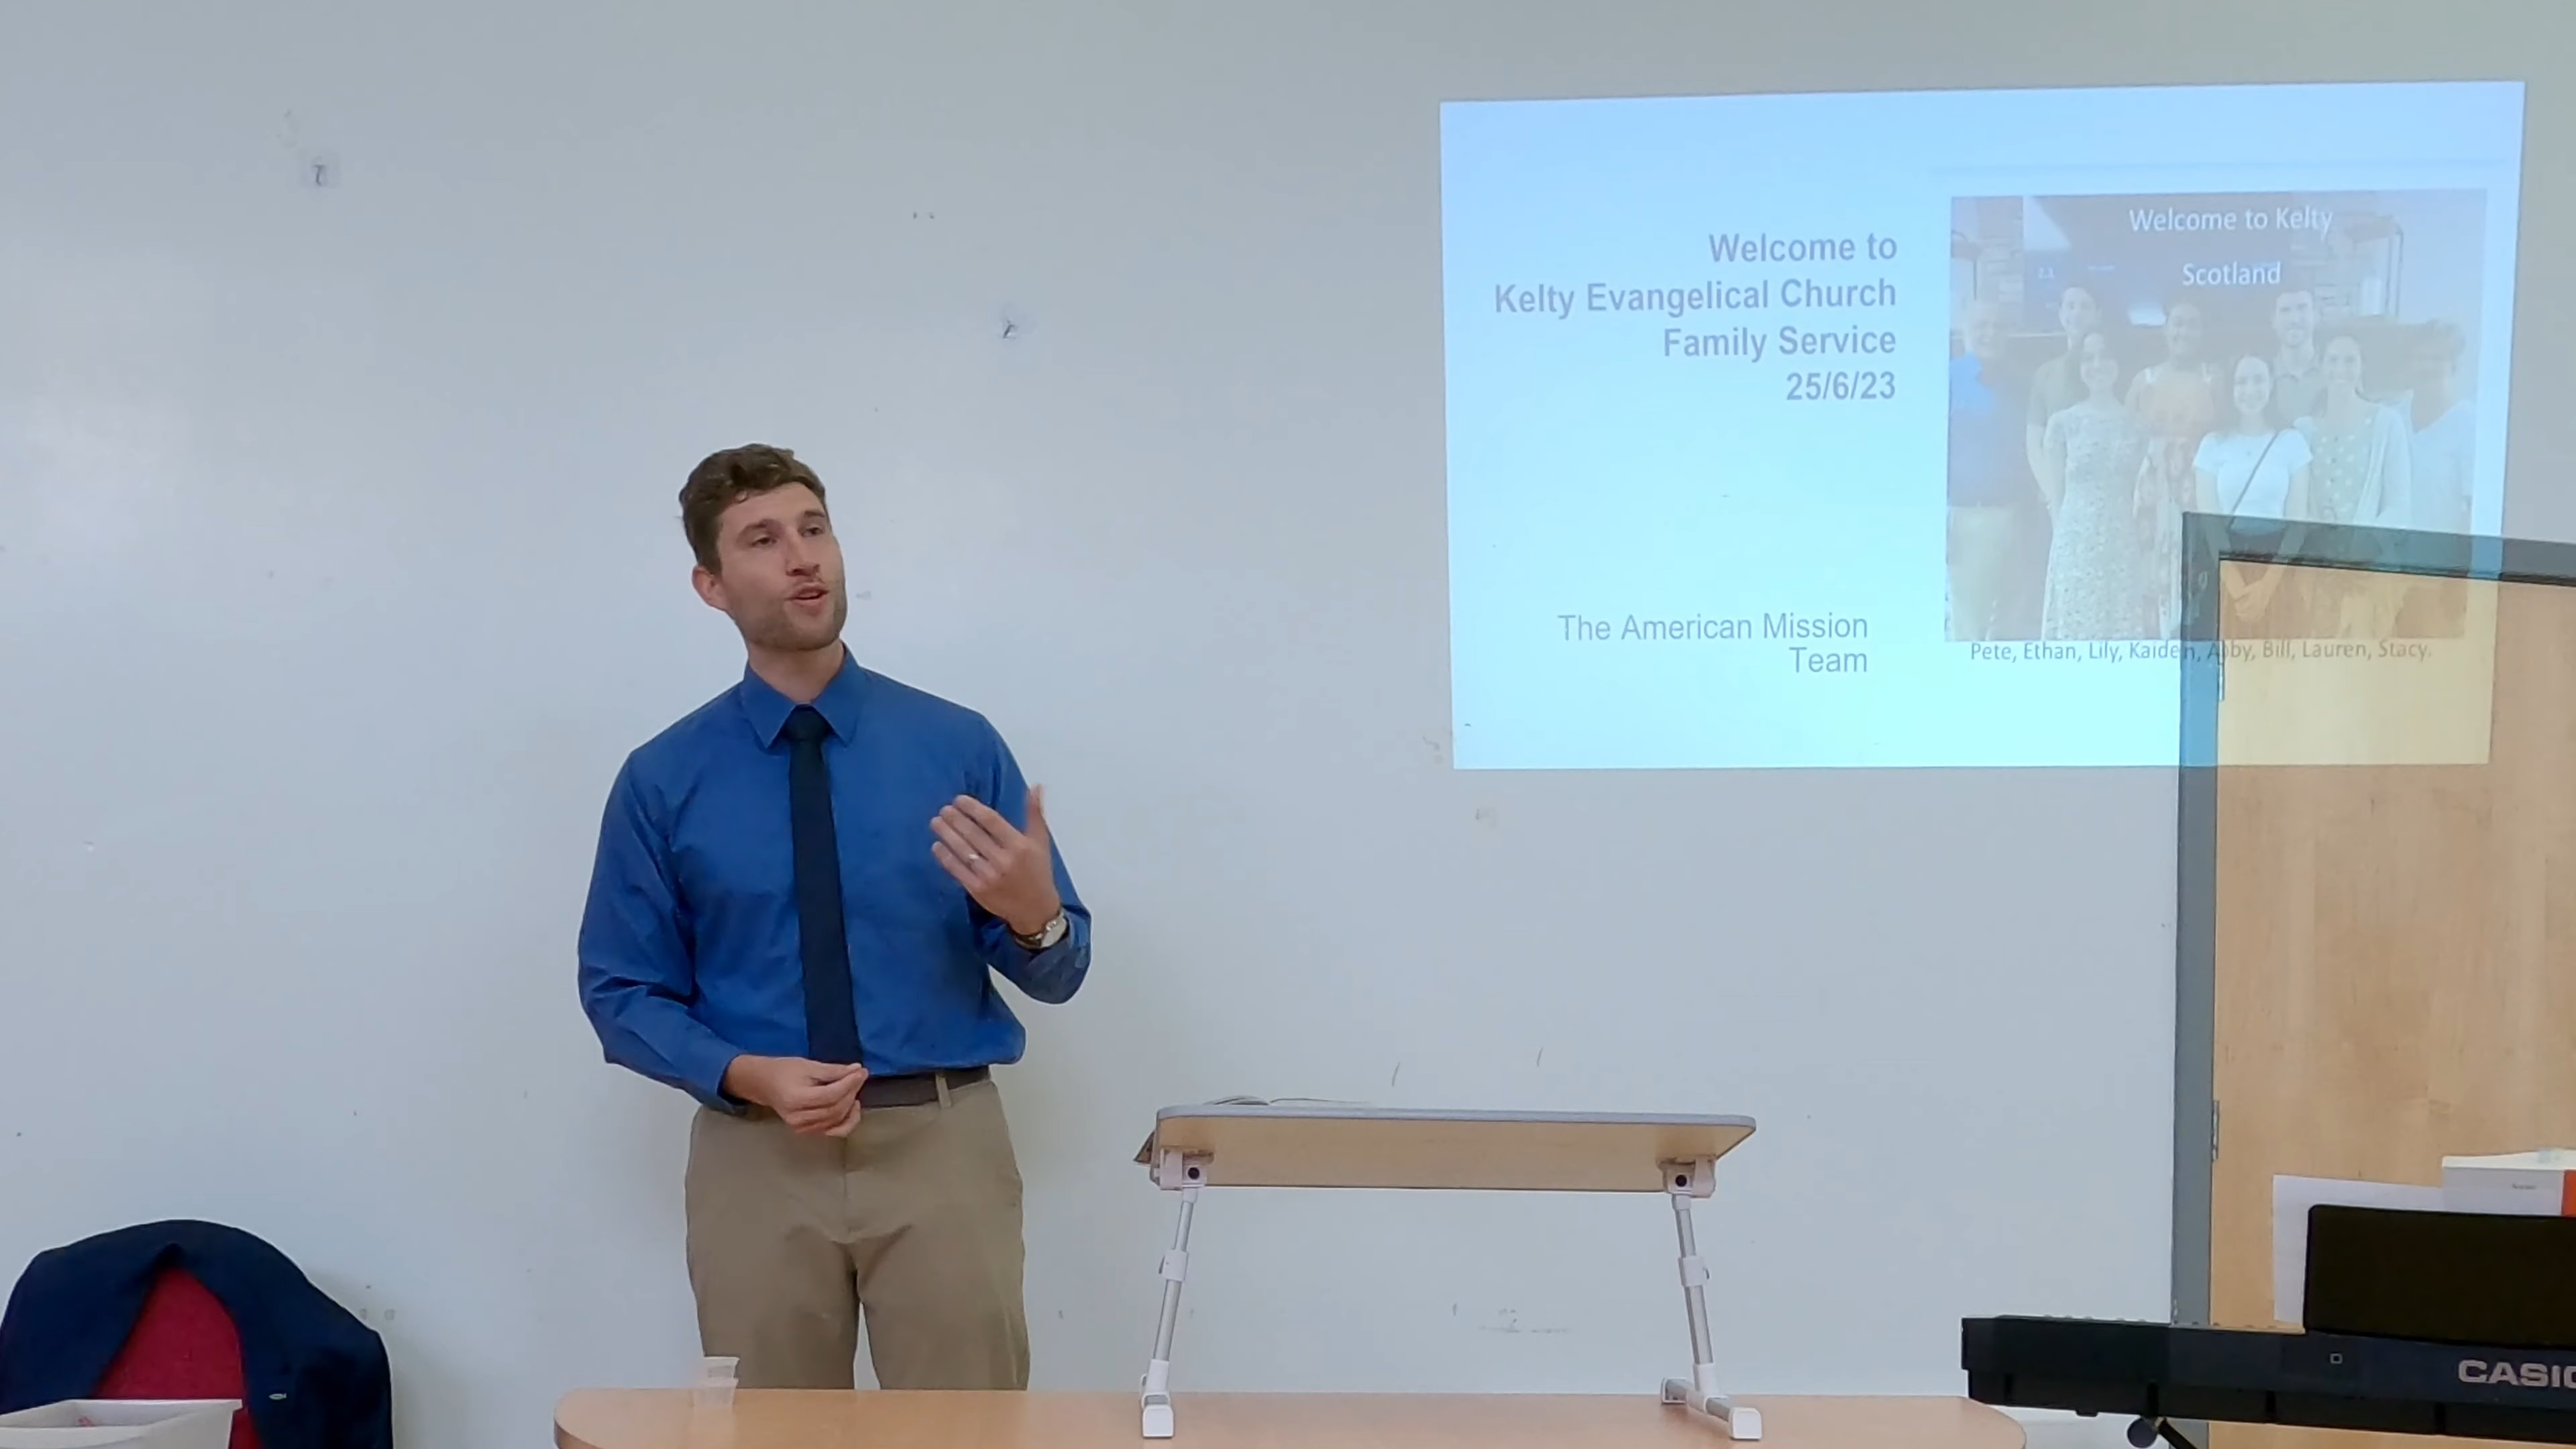 Welcome to
Kelty Evangelical Church
Family Service
25/6/23
The American Mission
Team
Welcome to Kelty
Scotland
Pete, Ethan, Lily, Kaiden, Abby, Bill, Lauren, Stacy.
CASIO